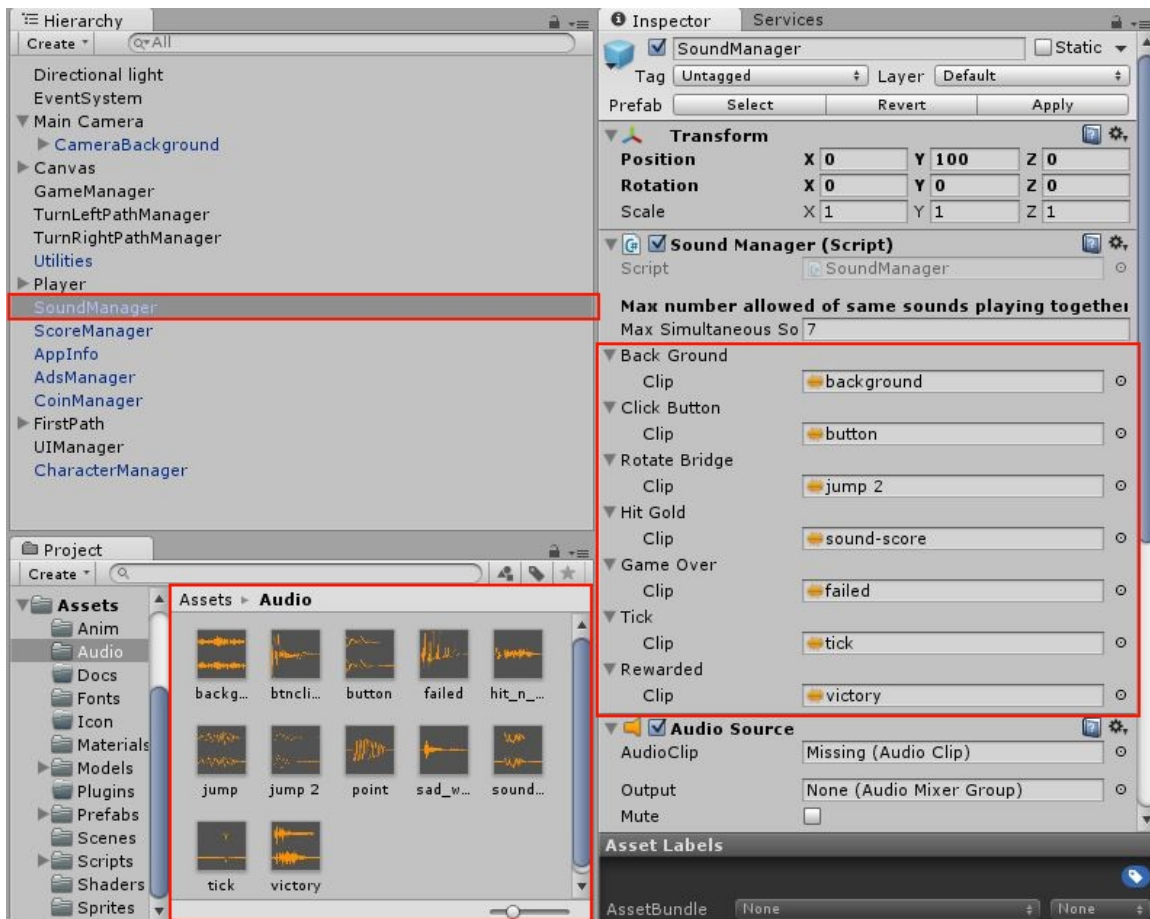 Hierarchy
Create
All
Directional light
EventSystem
Main Camera
CameraBackground
Canvas
GameManager
TurnLeftPathManager
TurnRightPathManager
Utilities
Player
SoundManager
ScoreManager
AppInfo
AdsManager
CoinManager
FirstPath
UIManager
CharacterManager
Project
Create
Assets
Anim
Audio
Docs
Fonts
Icon
Materials
Models
Plugins
Prefabs
Scenes
Scripts
Shaders
Sprites
Assets Audio
backg... btncli... button failed hit_n_...
jump jump 2 point sad_w... sound...
tick victory
Inspector Services
SoundManager Static
Tag Untagged Layer Default
Prefab Select Revert Apply
Transform
Position X 0 Y 100 Z 0
Rotation X 0 Y 0 Z 0
Scale X 1 Y 1 Z 1
Sound Manager (Script)
Script SoundManager
Max number allowed of same sounds playing together
Max Simultaneous So 7
Back Ground
Clip background
Click Button
Clip button
Rotate Bridge
Clip jump 2
Hit Gold
Clip sound-score
Game Over
Clip failed
Tick
Clip tick
Rewarded
Clip victory
Audio Source
AudioClip Missing (Audio Clip)
Output None (Audio Mixer Group)
Mute
Asset Labels
AssetBundle None None